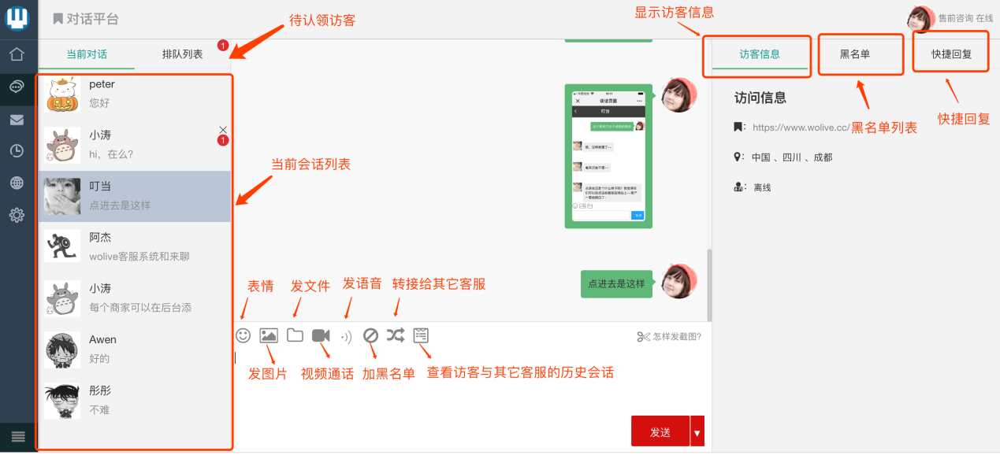 对话平台
待认领访客
显示访客信息
售前咨询 在线
当前对话
排队列表
1
访客信息
黑名单
快捷回复
peter
您好
小涛
hi，在么?
1
叮当
点进去是这样
阿杰
wolive客服系统和来聊
小涛
每个商家可以在后台添
Awen
好的
彤彤
不难
当前会话列表
谈话页面
叮当
点进去是这样
访问信息
https://www.wolive.cc/
黑名单列表
快捷回复
中国 、四川 、成都
离线
表情
发文件
发语音
转接给其它客服
怎样发截图?
发图片
视频通话
加黑名单
查看访客与其它客服的历史会话
发送